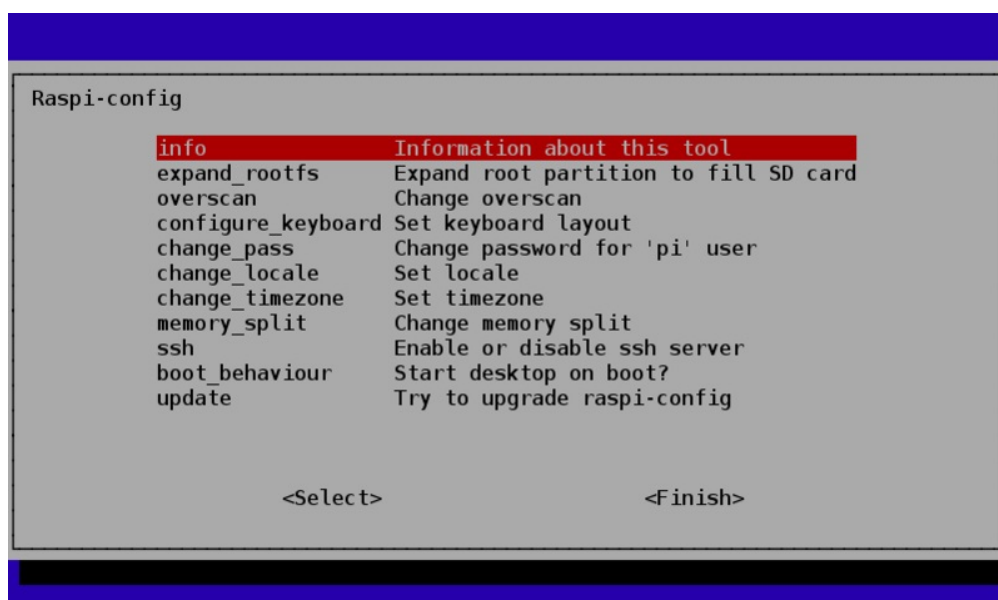 Raspi-config
info Information about this tool
expand_rootfs Expand root partition to fill SD card
overscan Change overscan
configure_keyboard Set keyboard layout
change_pass Change password for 'pi' user
change_locale Set locale
change_timezone Set timezone
memory_split Change memory split
ssh Enable or disable ssh server
boot_behaviour Start desktop on boot?
update Try to upgrade raspi-config
<Select> <Finish>